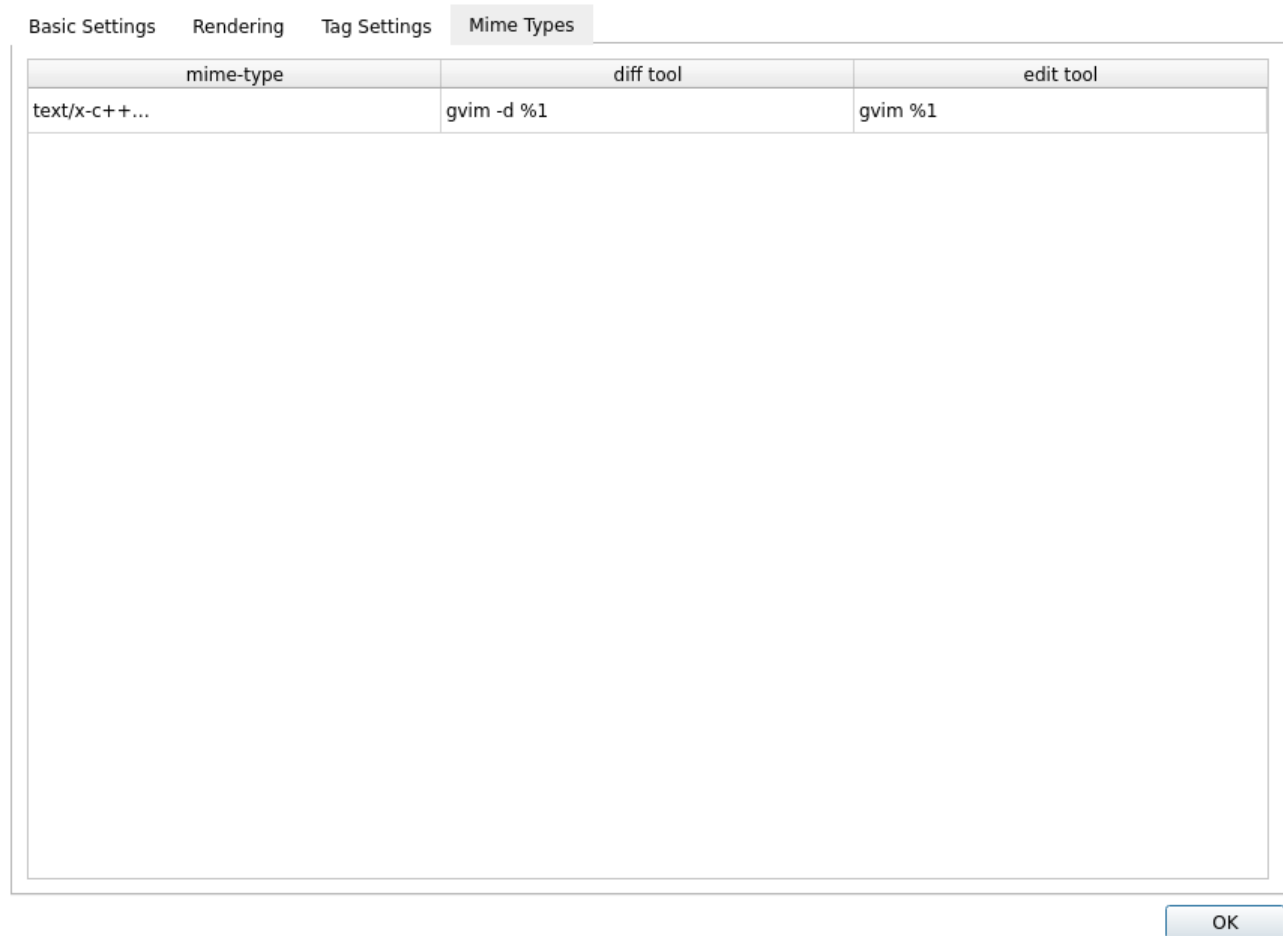 Basic Settings Rendering Tag Settings Mime Types
mime-type diff tool edit tool
text/x-c++... gvim -d %1 gvim %1
OK